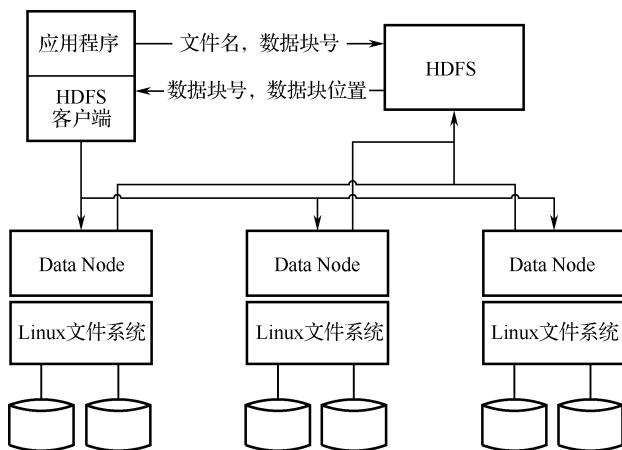 应用程序
文件名，数据块号
HDFS
数据块号，数据块位置
HDFS
客户端
Data Node
Data Node
Data Node
Linux文件系统
Linux文件系统
Linux文件系统